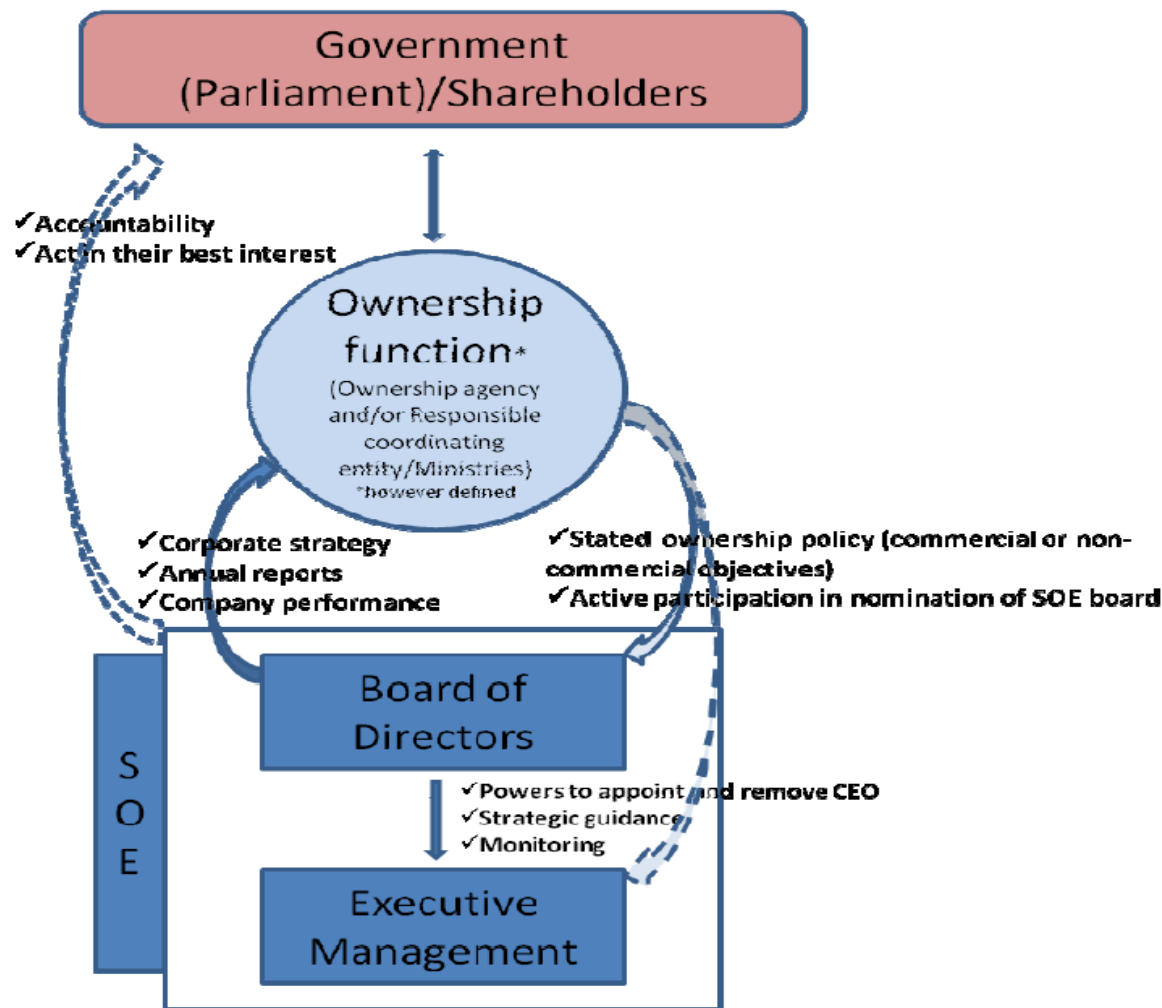 Government
(Parliament)/Shareholders
✓Accountability
✓Act in their best interest
Ownership
function*
(Ownership agency
and/or Responsible
coordinating
entity/Ministries)
*however defined
✓Corporate strategy
✓Annual reports
✓Company performance
✓Stated ownership policy (commercial or non-
commercial objectives)
✓Active participation in nomination of SOE board
S
O
E
Board of
Directors
✓Powers to appoint and remove CEO
✓Strategic guidance
✓Monitoring
Executive
Management